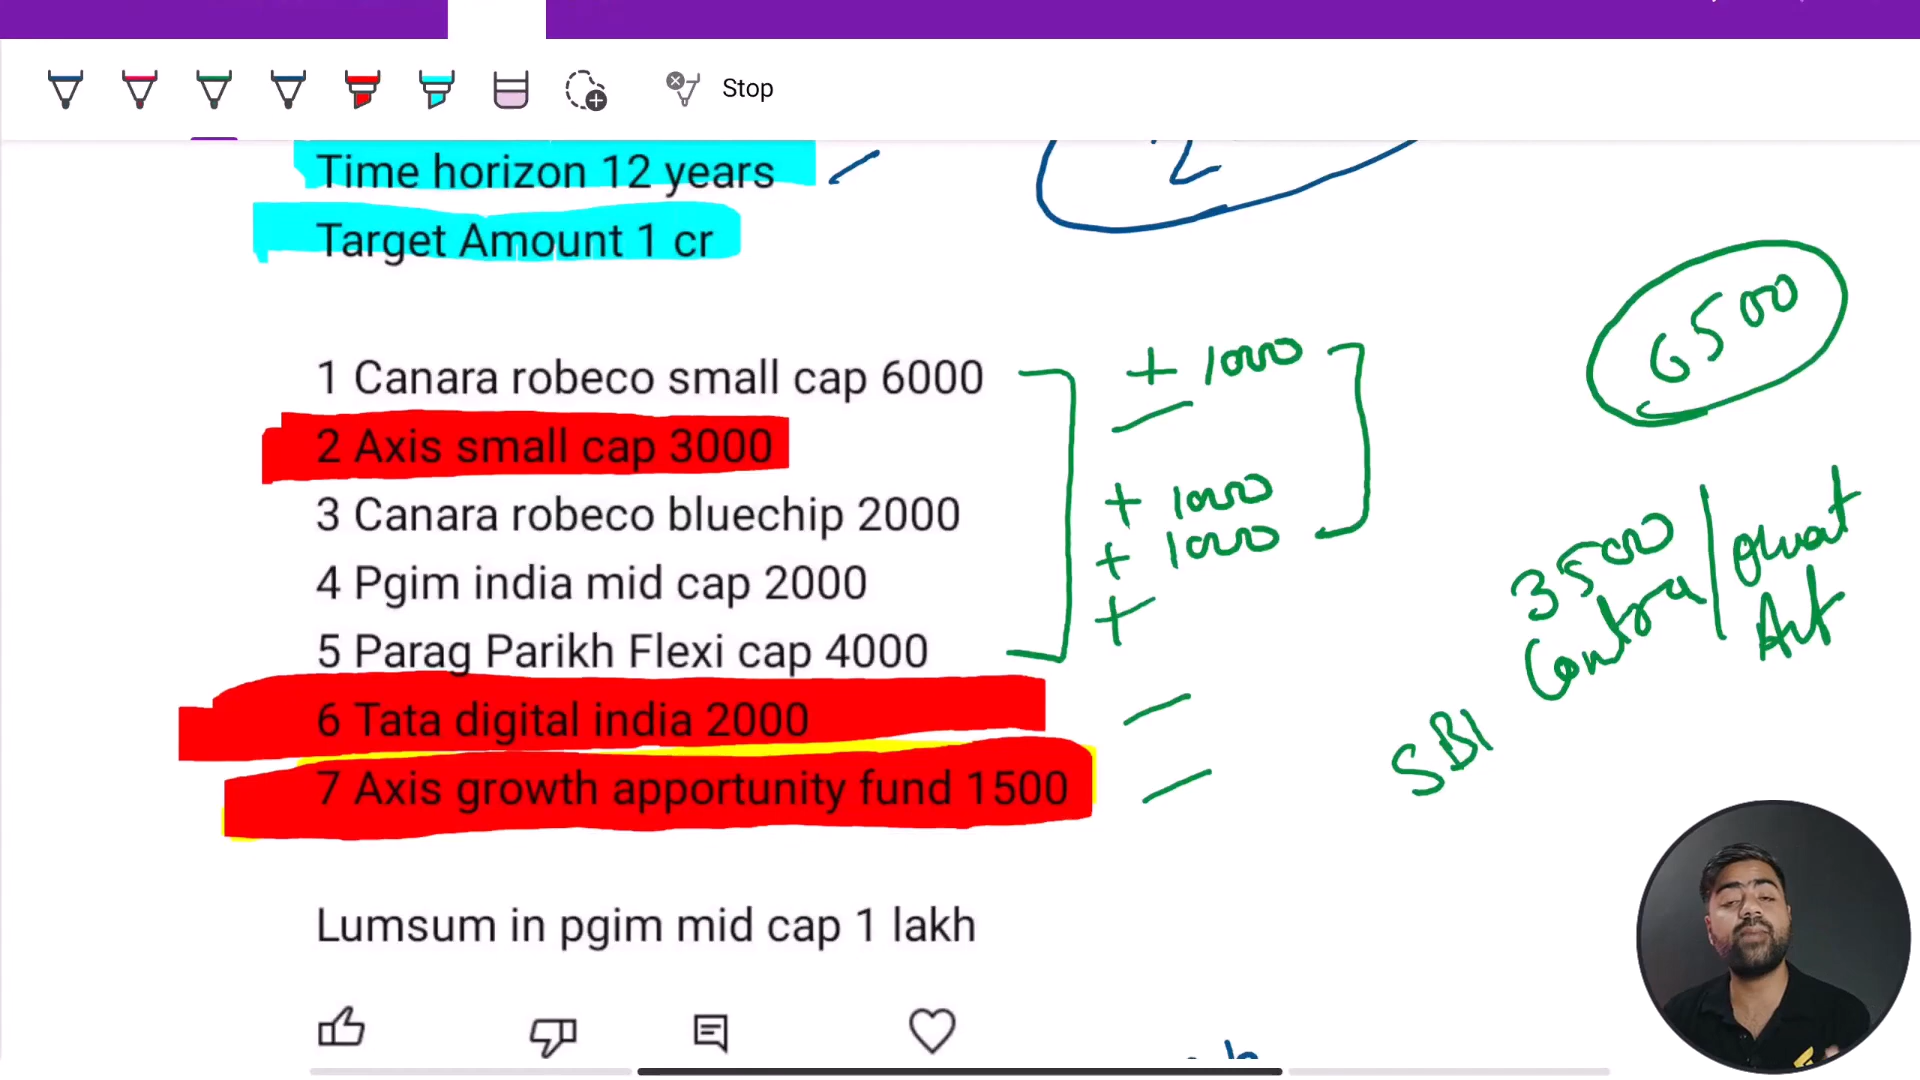 Stop
2
Time horizon 12 years
Target Amount 1 cr
6500
1 Canara robeco small cap 6000
+ 1000
2 Axis small cap 3000
3 Canara robeco bluechip 2000
+ 1000
+ 1000
4 Pgim india mid cap 2000
+
5 Parag Parikh Flexi cap 4000
3500
Contra / Quant
Act
SBI
6 Tata digital india 2000
7 Axis growth apportunity fund 1500
Lumsum in pgim mid cap 1 lakh